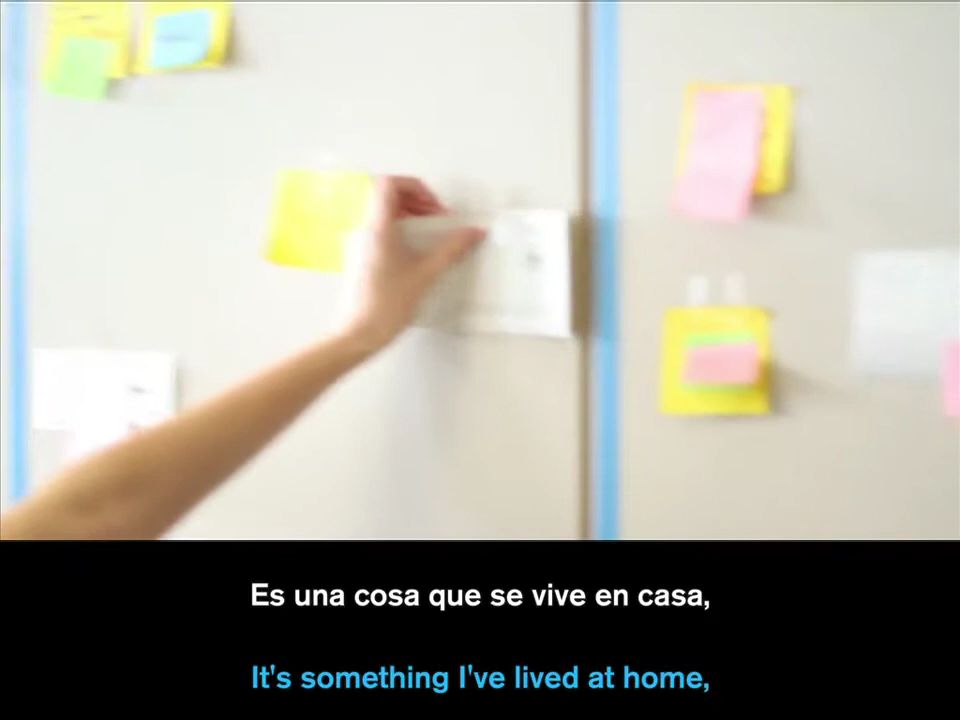 Es una cosa que se vive en casa,
It's something I've lived at home,